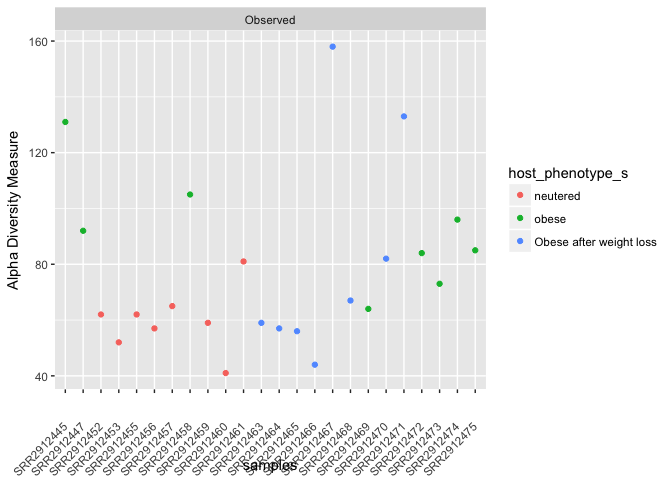 Observed
Alpha Diversity Measure
160
120
80
40
SRR2912445
SRR2912447
SRR2912452
SRR2912453
SRR2912455
SRR2912456
SRR2912457
SRR2912458
SRR2912459
SRR2912460
SRR2912461
SRR2912463
SRR2912464
SRR2912465
SRR2912466
SRR2912467
SRR2912468
SRR2912469
SRR2912470
SRR2912471
SRR2912472
SRR2912473
SRR2912474
SRR2912475
samples
host_phenotype_s
neutered
obese
Obese after weight loss